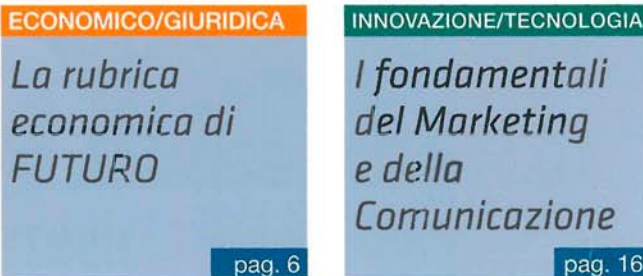 ECONOMICO/GIURIDICA
La rubrica
economica di
FUTURO
pag. 6
INNOVAZIONE/TECNOLOGIA
I fondamentali
del Marketing
e della
Comunicazione
pag. 16